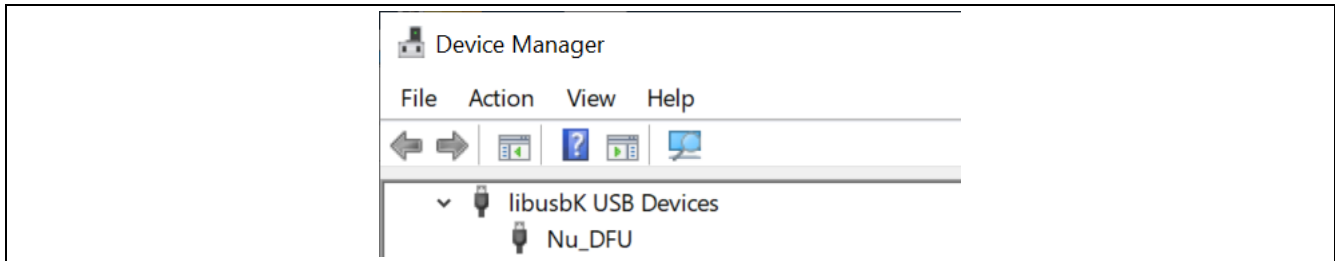 Device Manager
File Action View Help
libusbK USB Devices
Nu_DFU